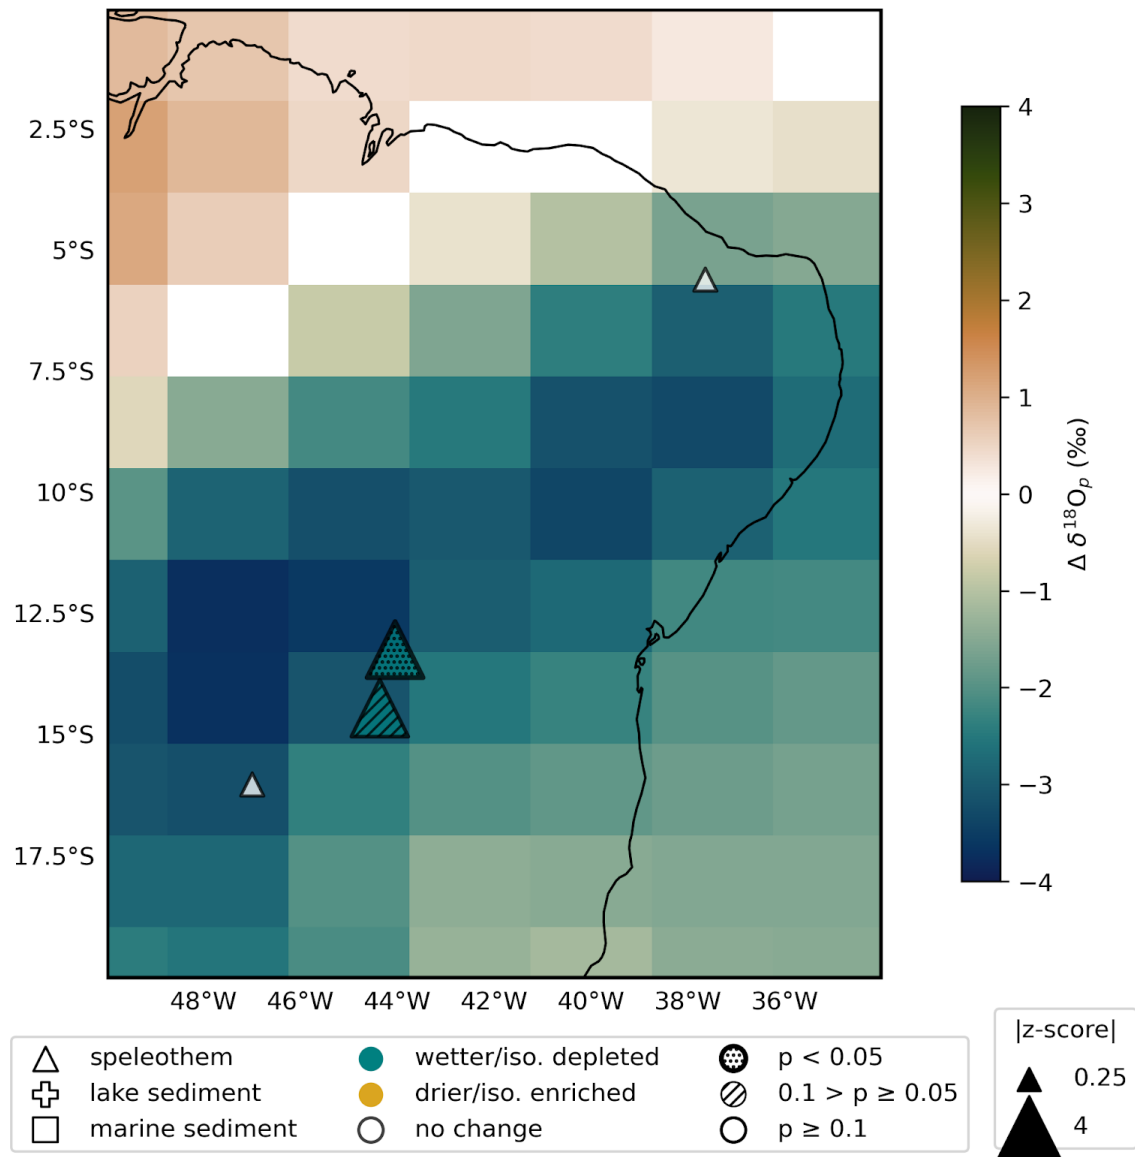 2.5°S
5°S
7.5°S
10°S
12.5°S
15°S
17.5°S
48°W 46°W 44°W 42°W 40°W 38°W 36°W
4
3
2
1
0
−1
−2
−3
−4
Δ δ¹⁸Oₚ (‰)
speleothem
lake sediment
marine sediment
wetter/iso. depleted
drier/iso. enriched
no change
p < 0.05
0.1 > p ≥ 0.05
p ≥ 0.1
|z-score|
0.25
4